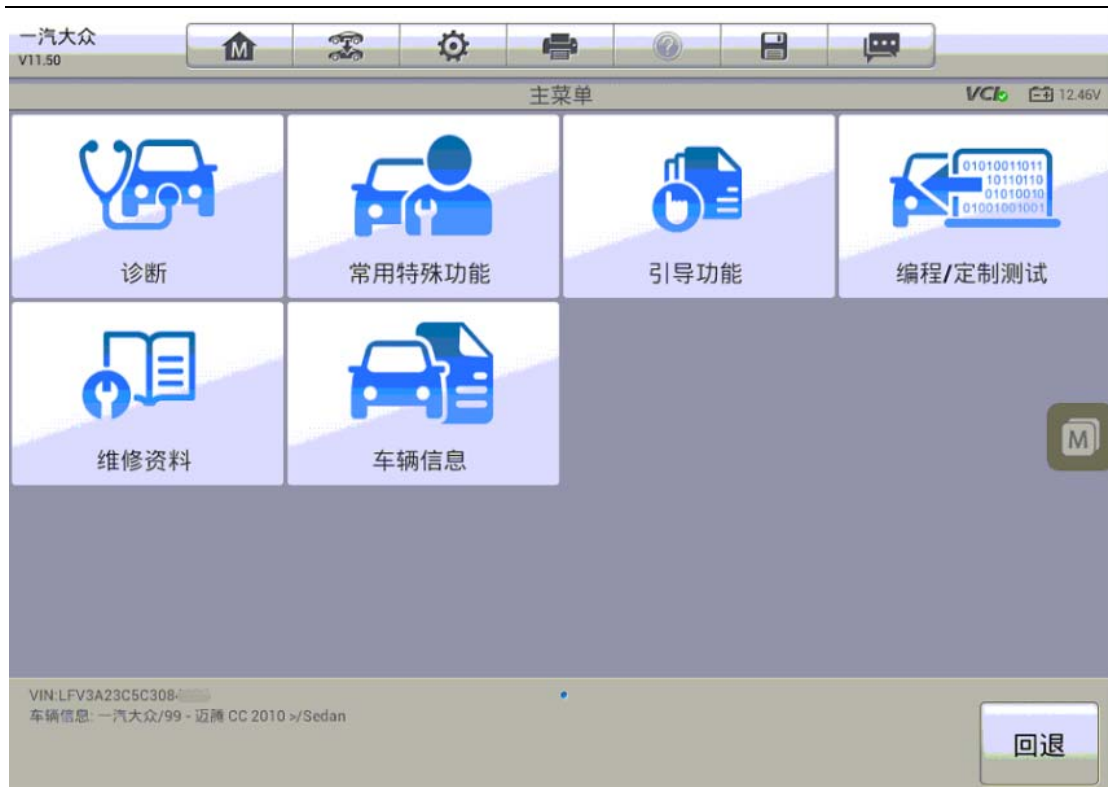 一汽大众
V11.50
M
主菜单
VCI
12.46V
诊断
常用特殊功能
引导功能
01010011011
10110110
01010010
01001001001
编程/定制测试
维修资料
车辆信息
M
VIN:LFV3A23C5C308
车辆信息: 一汽大众/99 - 迈腾 CC 2010 >/Sedan
回退